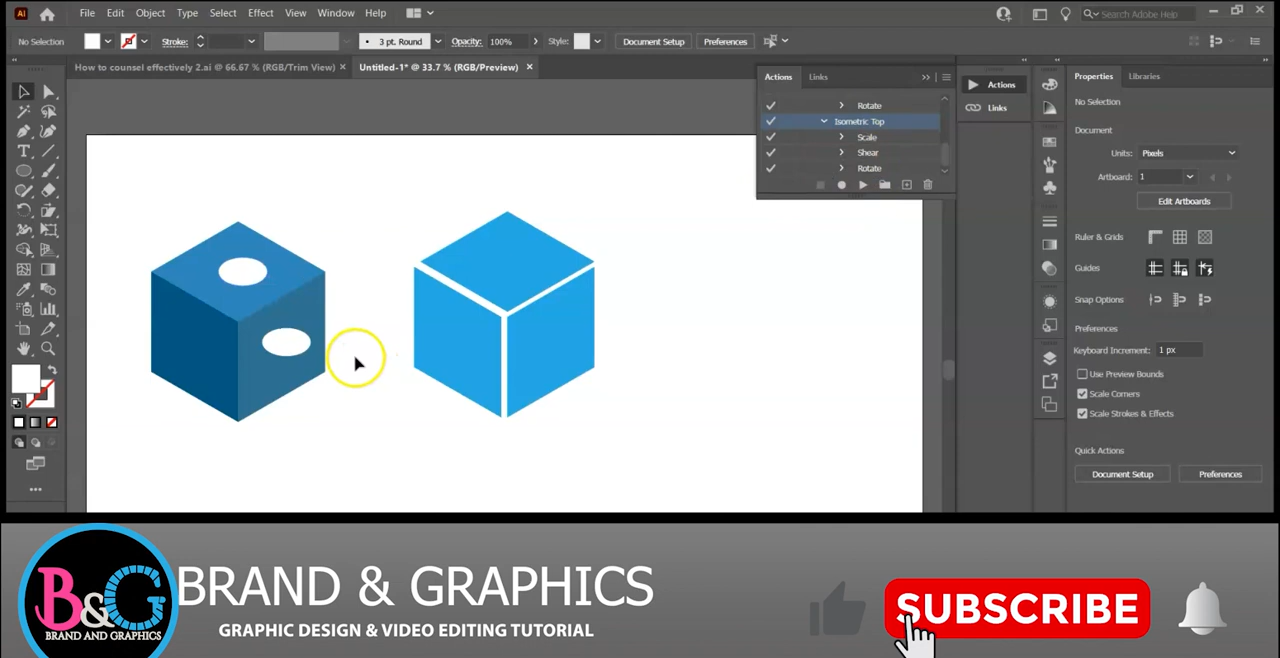 Ai File Edit Object Type Select Effect View Window Help Search Adobe Help
No Selection Stroke: 3 pt. Round Opacity: 100% Style: Document Setup Preferences
How to counsel effectively 2.ai @ 66.67 % (RGB/Trim View) × Untitled-1* @ 33.7 % (RGB/Preview) ×
Actions Links
Rotate
Isometric Top
Scale
Shear
Rotate
Actions
Links
Properties Libraries
No Selection
Document
Units: Pixels
Artboard: 1
Edit Artboards
Ruler & Grids
Guides
Snap Options
Preferences
Keyboard Increment: 1 px
Use Preview Bounds
Scale Corners
Scale Strokes & Effects
Quick Actions
Document Setup Preferences
B&G
BRAND AND GRAPHICS
BRAND & GRAPHICS
GRAPHIC DESIGN & VIDEO EDITING TUTORIAL
SUBSCRIBE